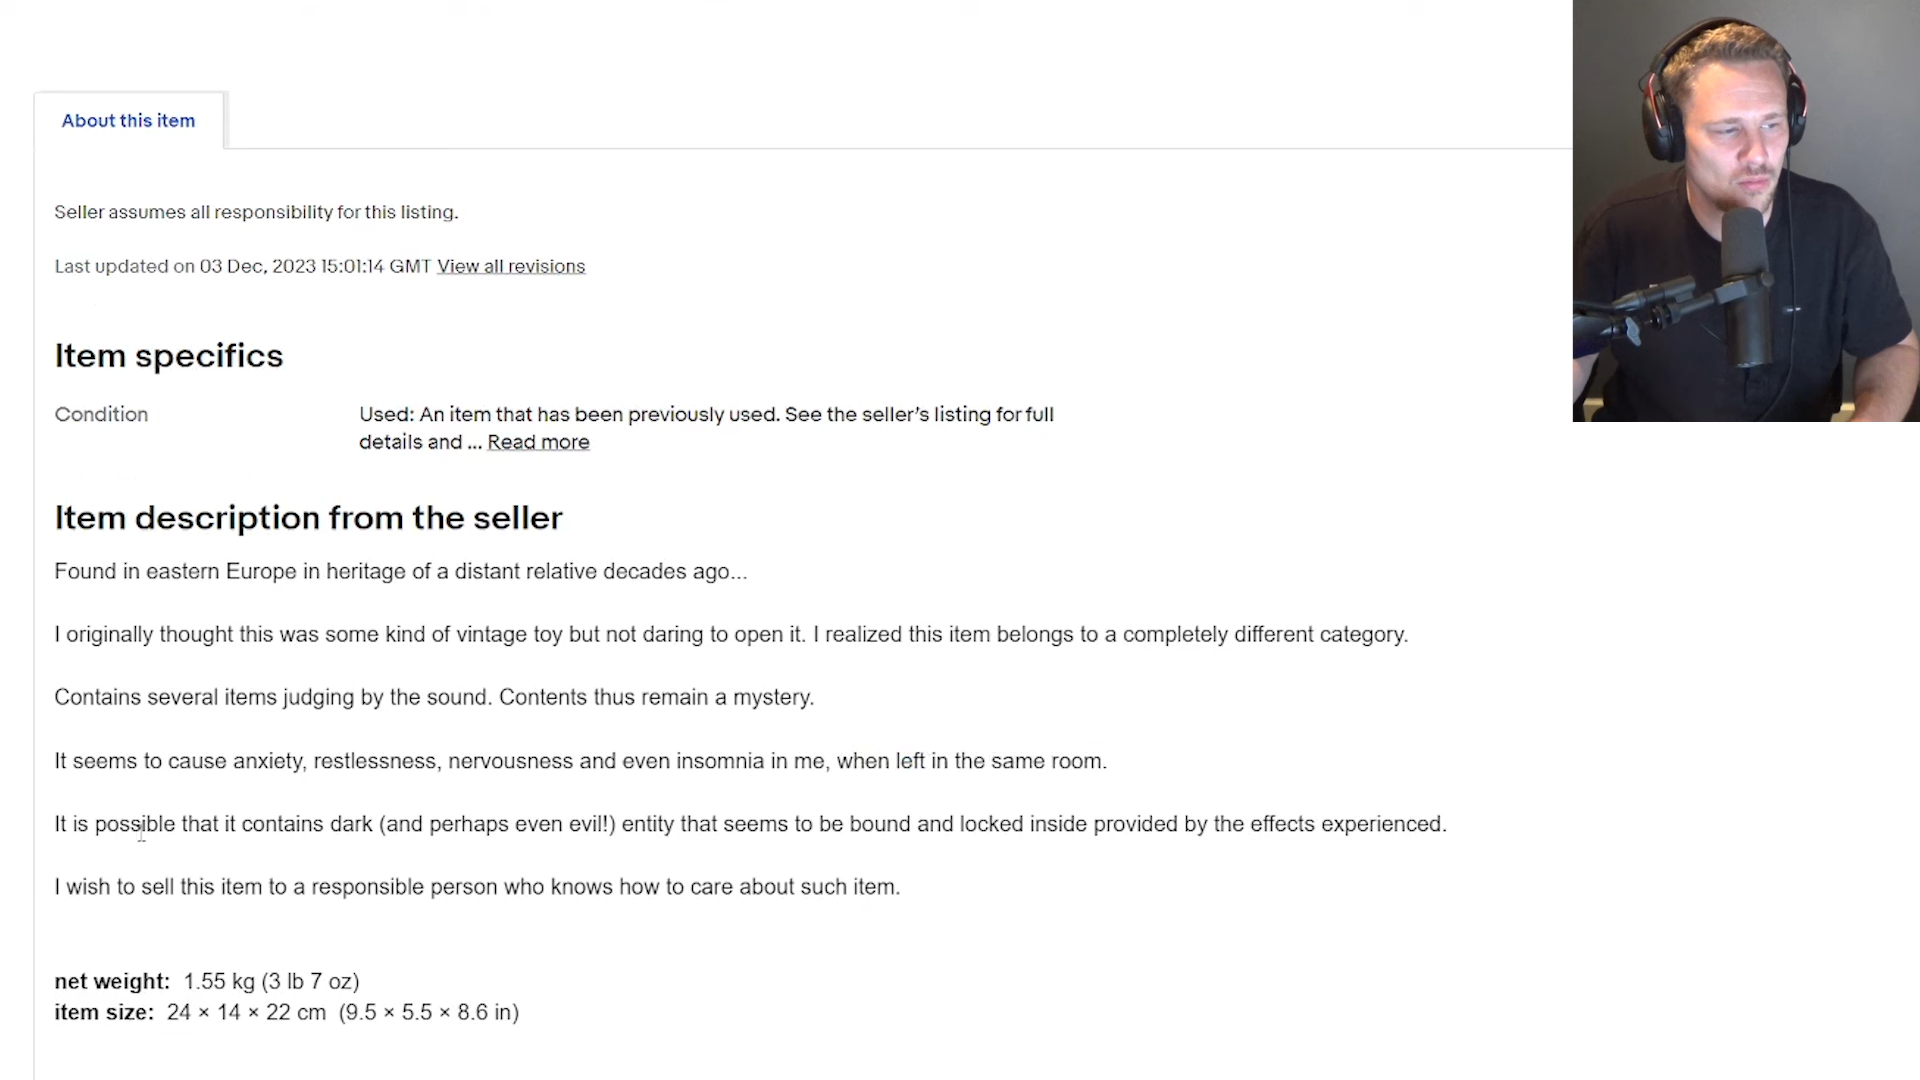 About this item
Seller assumes all responsibility for this listing.
Last updated on 03 Dec, 2023 15:01:14 GMT View all revisions
Item specifics
Condition
Used: An item that has been previously used. See the seller's listing for full
details and ... Read more
Item description from the seller
Found in eastern Europe in heritage of a distant relative decades ago...
I originally thought this was some kind of vintage toy but not daring to open it. I realized this item belongs to a completely different category.
Contains several items judging by the sound. Contents thus remain a mystery.
It seems to cause anxiety, restlessness, nervousness and even insomnia in me, when left in the same room.
It is possible that it contains dark (and perhaps even evil!) entity that seems to be bound and locked inside provided by the effects experienced.
I wish to sell this item to a responsible person who knows how to care about such item.
net weight: 1.55 kg (3 lb 7 oz)
item size: 24 × 14 × 22 cm (9.5 × 5.5 × 8.6 in)